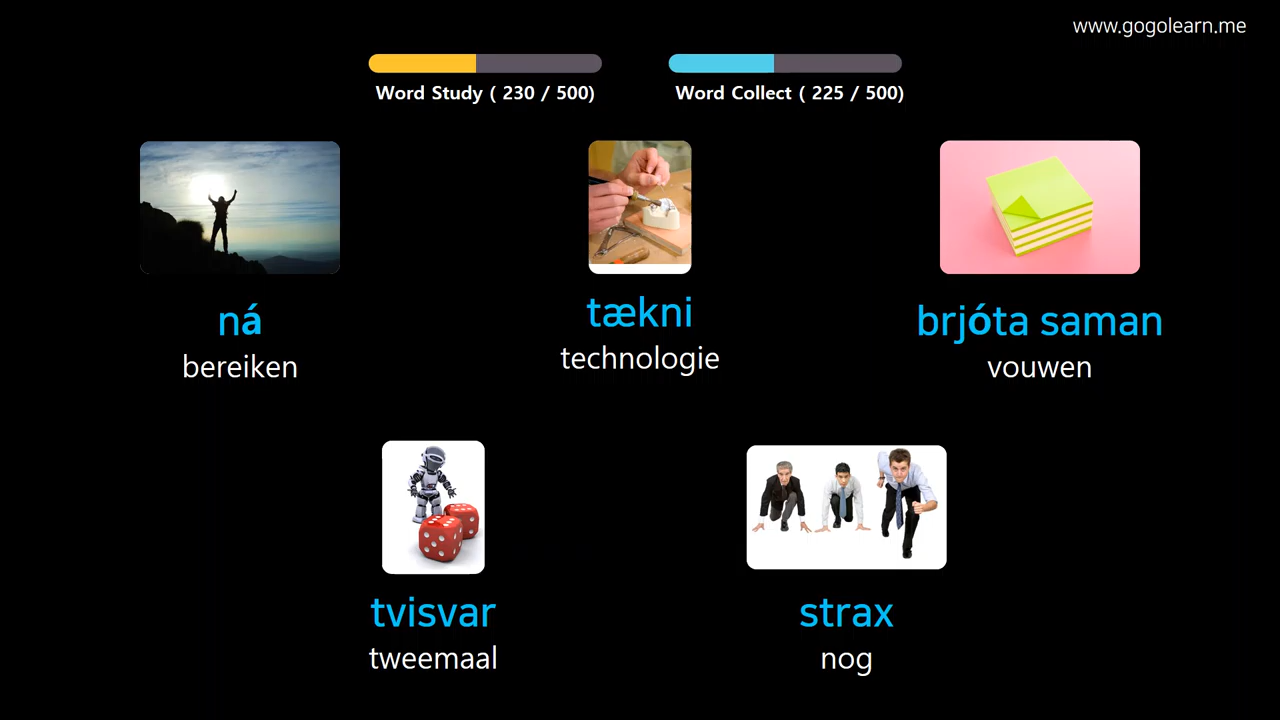 www.gogolearn.me
Word Study ( 230 / 500)
Word Collect ( 225 / 500)
ná
bereiken
tækni
technologie
brjóta saman
vouwen
tvisvar
tweemaal
strax
nog